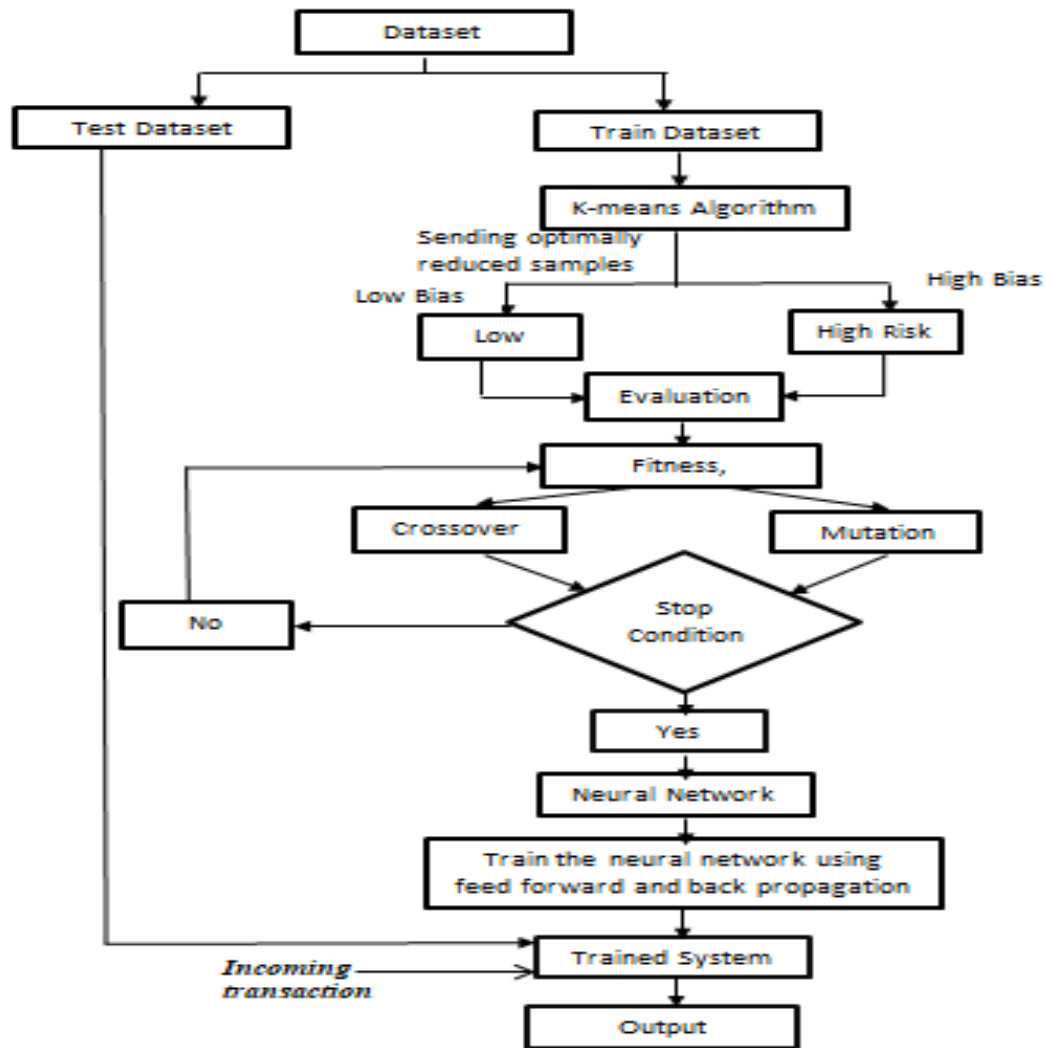 Dataset
Test Dataset
Train Dataset
K-means Algorithm
Sending optimally
reduced samples
Low Bias
High Bias
Low
High Risk
Evaluation
Fitness,
Crossover
Mutation
Stop
Condition
No
Yes
Neural Network
Train the neural network using
feed forward and back propagation
Trained System
Incoming
transaction
Output